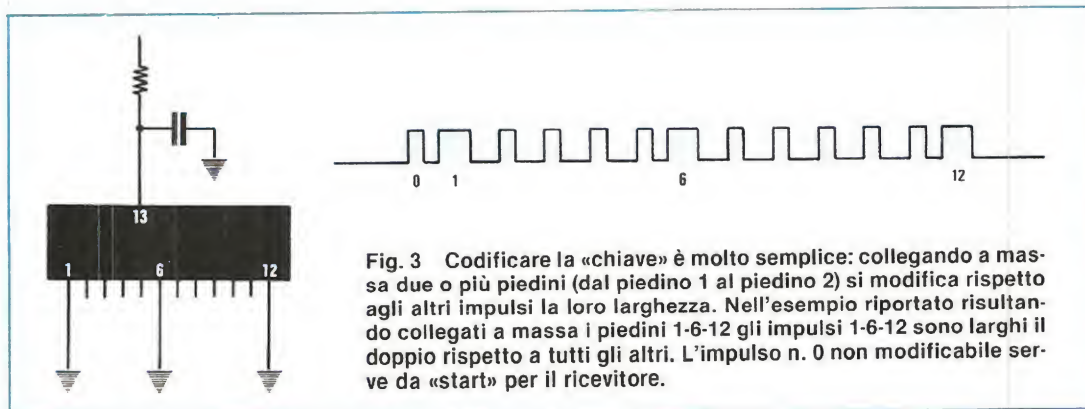 13
1 6 12
0 1 6 12
Fig. 3 Codificare la «chiave» è molto semplice: collegando a mas-
sa due o più piedini (dal piedino 1 al piedino 2) si modifica rispetto
agli altri impulsi la loro larghezza. Nell'esempio riportato risultan-
do collegati a massa i piedini 1-6-12 gli impulsi 1-6-12 sono larghi il
doppio rispetto a tutti gli altri. L'impulso n. 0 non modificabile ser-
ve da «start» per il ricevitore.